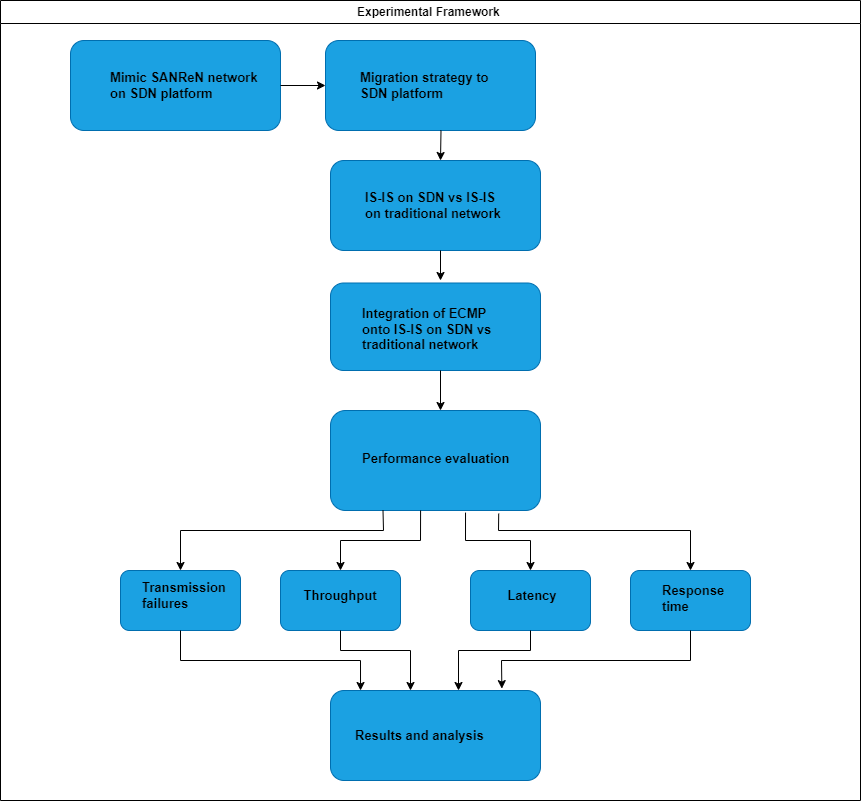 Experimental Framework
Mimic SANReN network
on SDN platform
Migration strategy to
SDN platform
IS-IS on SDN vs IS-IS
on traditional network
Integration of ECMP
onto IS-IS on SDN vs
traditional network
Performance evaluation
Transmission
failures
Throughput
Latency
Response
time
Results and analysis